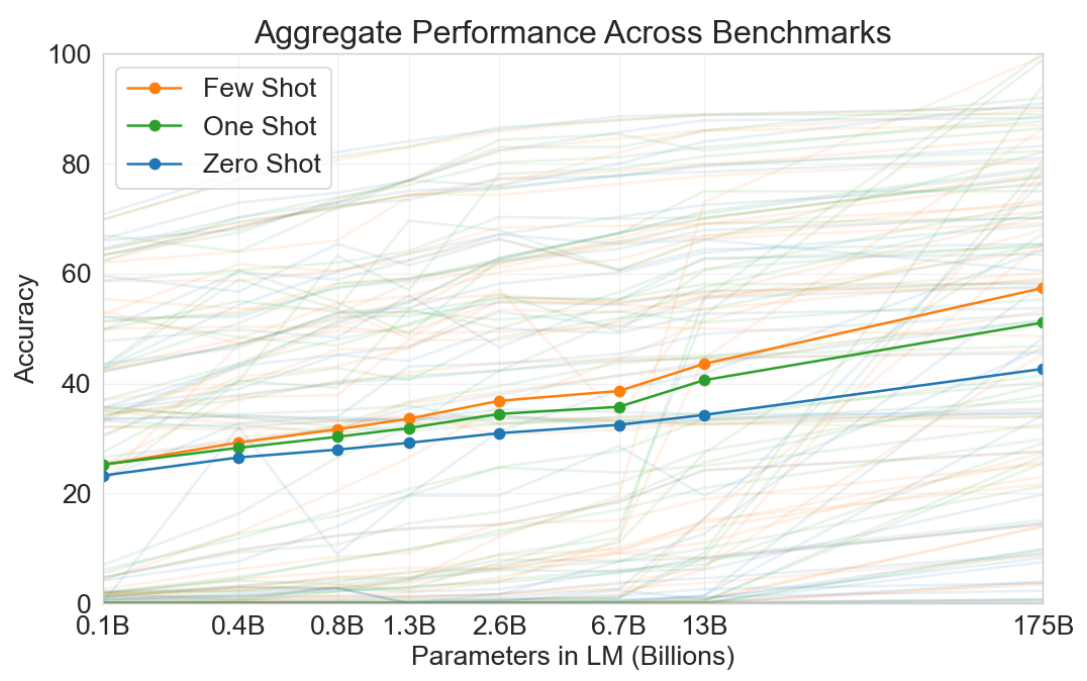 Aggregate Performance Across Benchmarks
100
80
60
40
20
0
Accuracy
Few Shot
One Shot
Zero Shot
0.1B 0.4B 0.8B 1.3B 2.6B 6.7B 13B 175B
Parameters in LM (Billions)